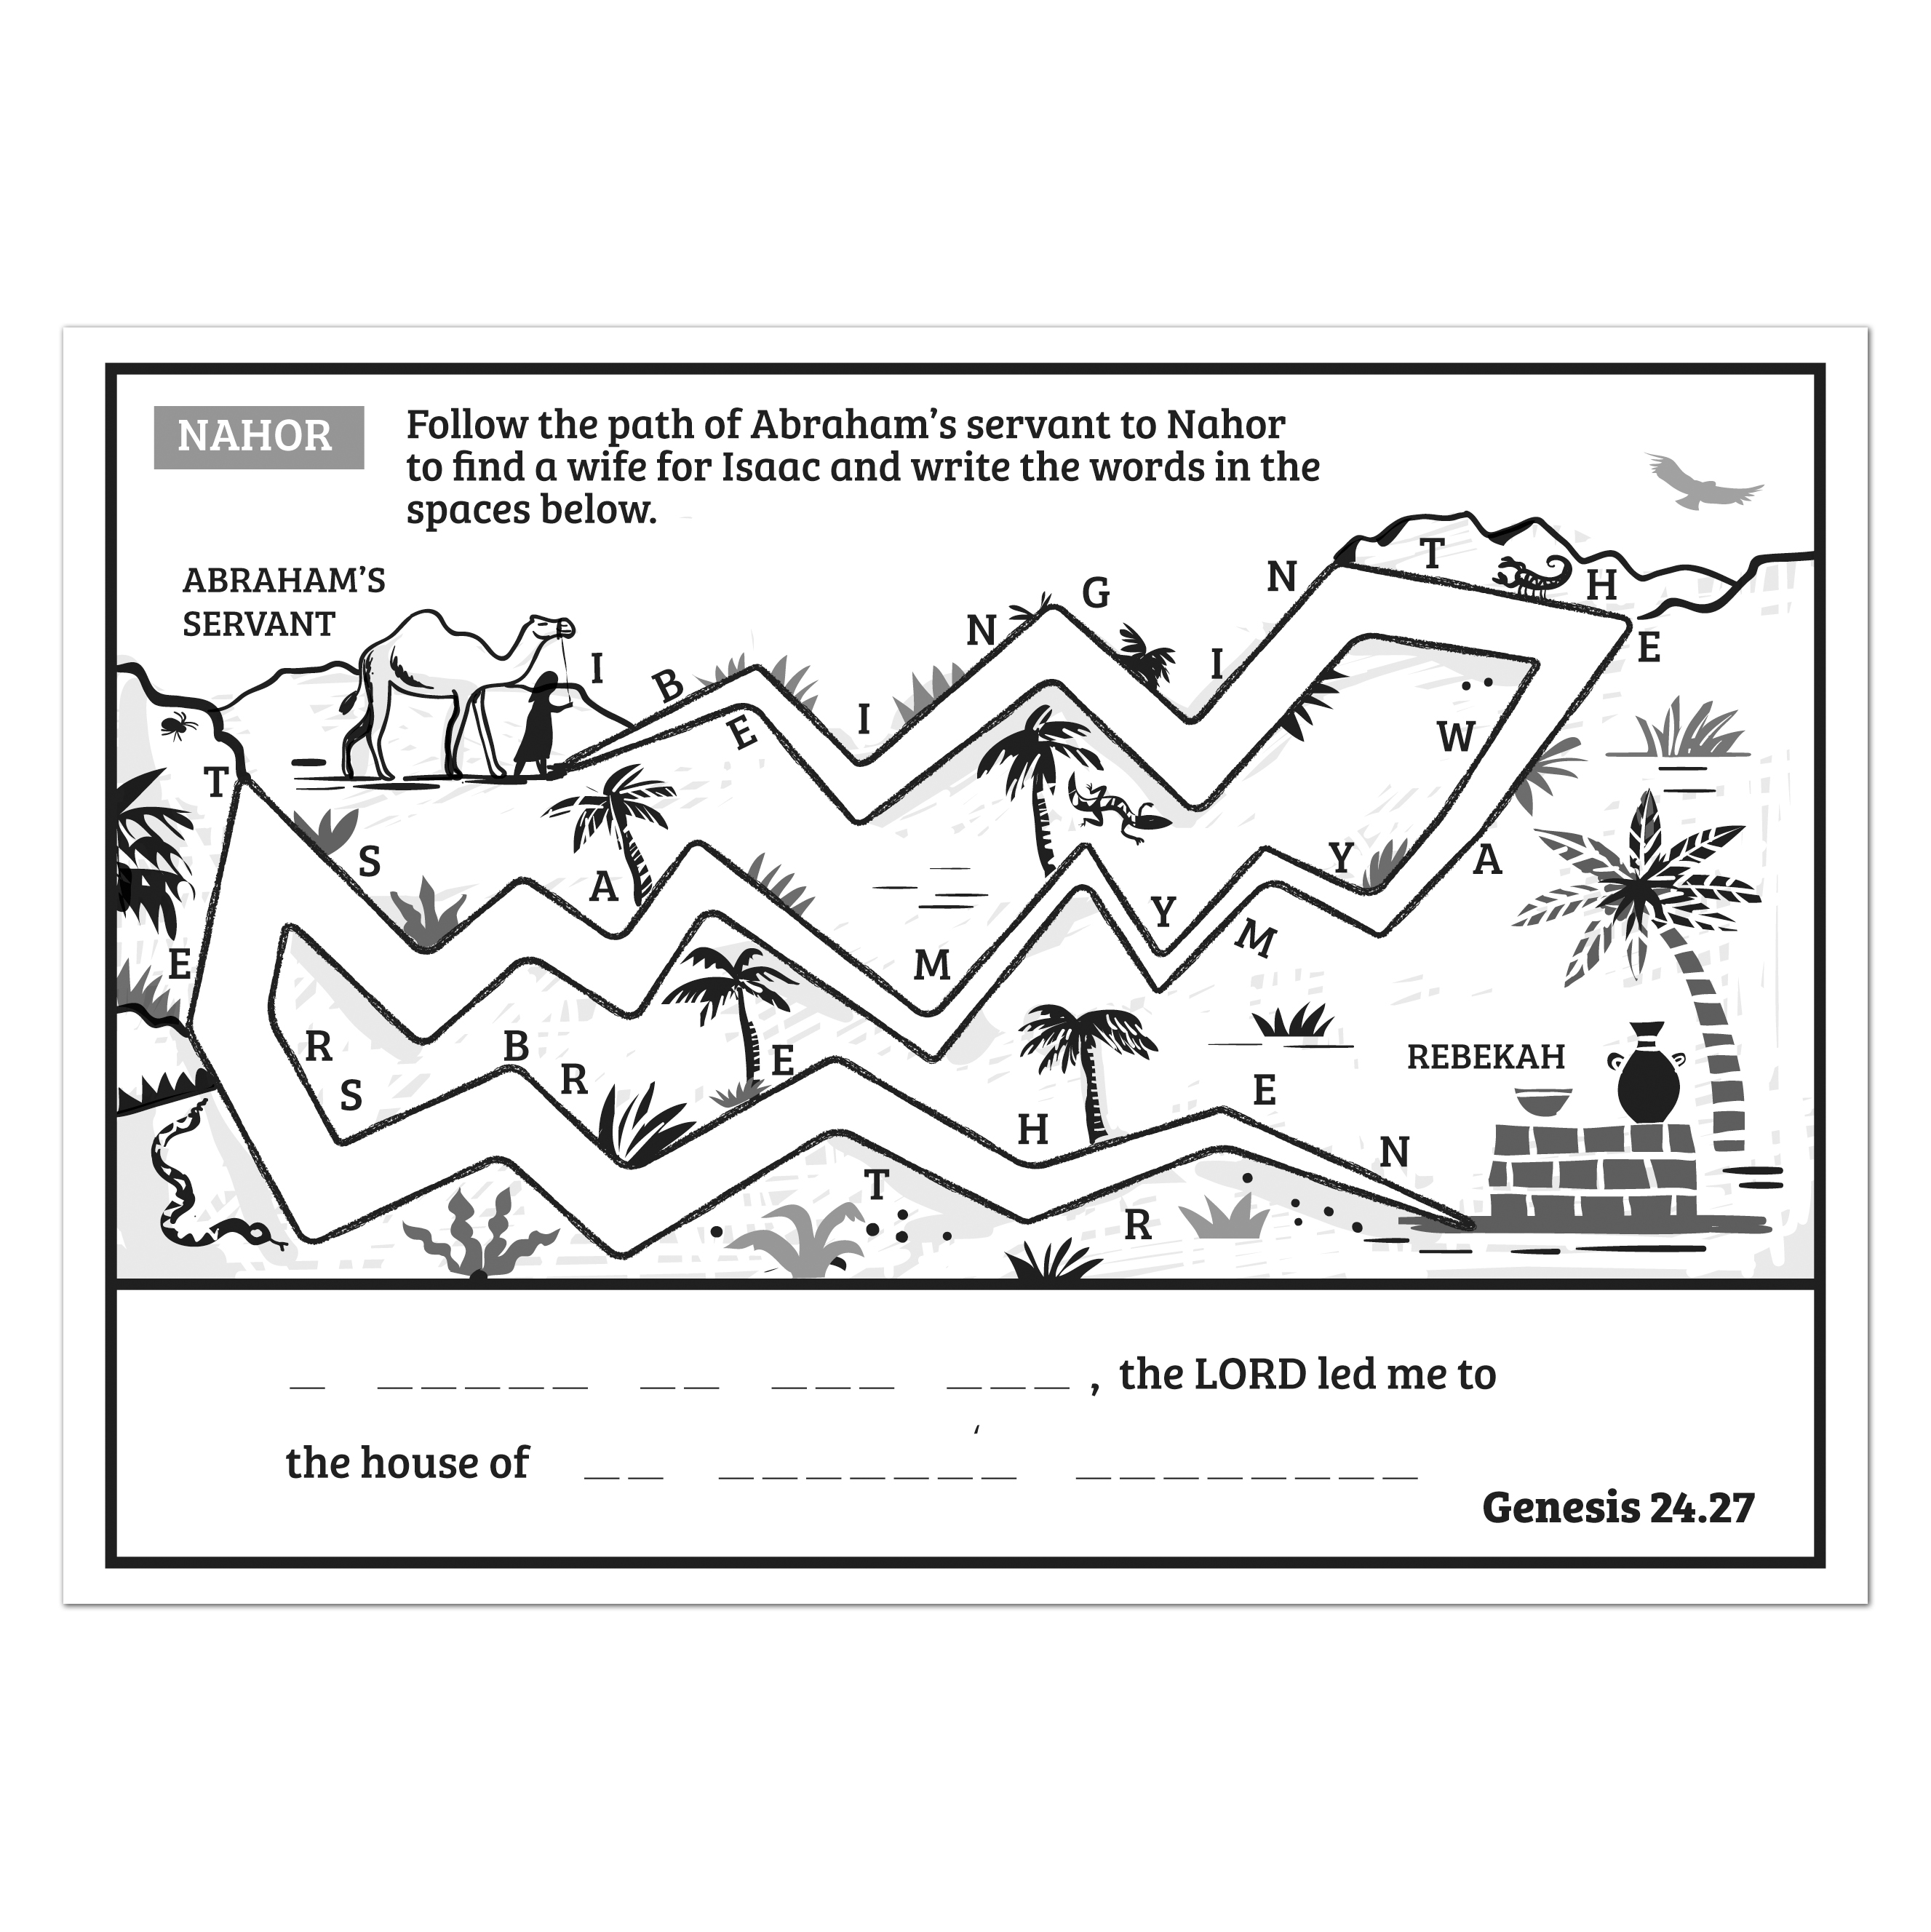 NAHOR
Follow the path of Abraham’s servant to Nahor
to find a wife for Isaac and write the words in the
spaces below.
ABRAHAM’S
SERVANT
I B E I N G I N T H E
W A Y
M Y M A S T E R S
B R E T H R E N
REBEKAH
_ _ _ _ _ _ _ _ _ _ _ _ _ _ , the LORD led me to
the house of _ _ _ _ _ _ _ _ _ ‘ _ _ _ _ _ _ _ _
Genesis 24.27